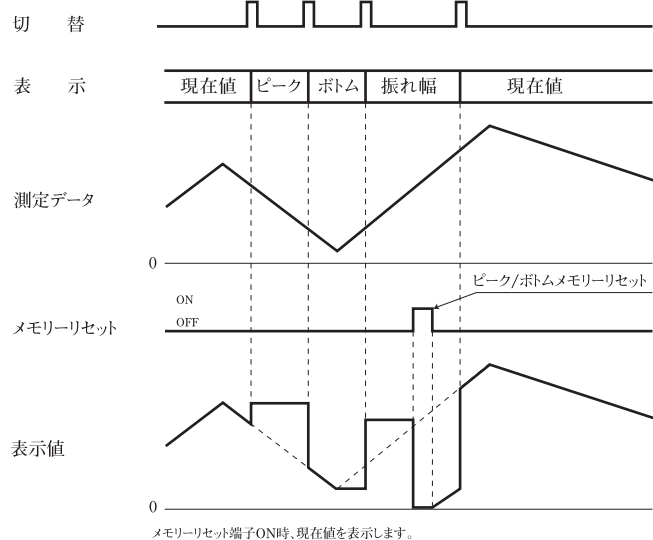 切 替
表 示
現在値 ピーク ボトム 振れ幅 現在値
測定データ
0
ピーク/ボトムメモリーリセット
ON
OFF
メモリーリセット
表示値
0
メモリーリセット端子ON時、現在値を表示します。